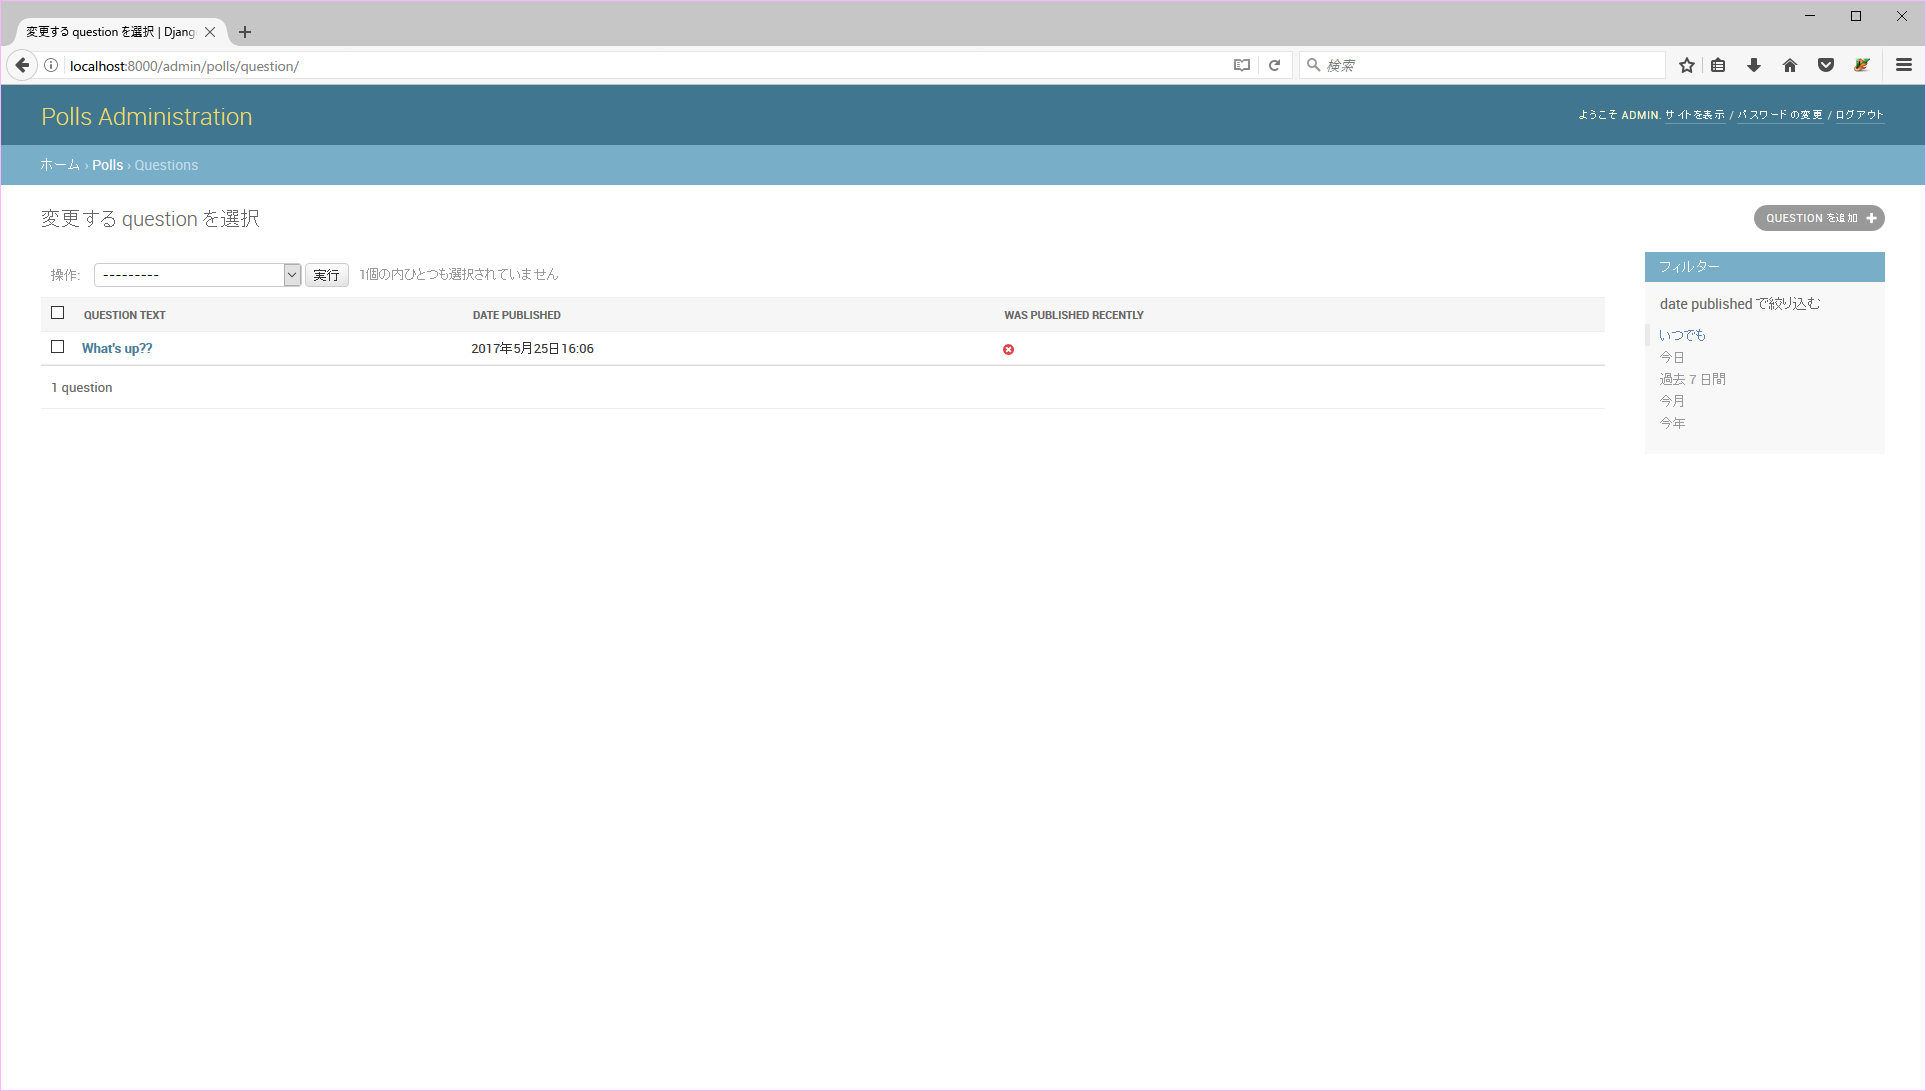 変更する question を選択 | Djang
localhost:8000/admin/polls/question/
検索
Polls Administration
ようこそ ADMIN. サイトを表示 / パスワードの変更 / ログアウト
ホーム › Polls › Questions
変更する question を選択
QUESTION を追加
操作: --------- 実行 1個の内ひとつも選択されていません
QUESTION TEXT DATE PUBLISHED WAS PUBLISHED RECENTLY
What's up?? 2017年5月25日16:06
1 question
フィルター
date published で絞り込む
いつでも
今日
過去 7 日間
今月
今年